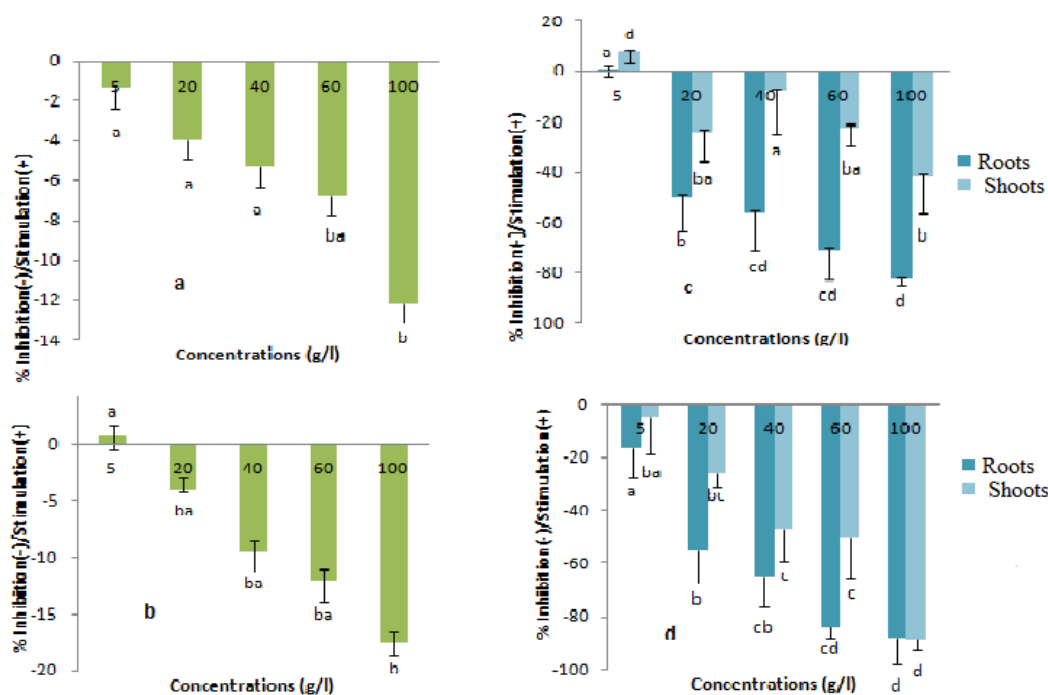 % Inhibition(-)/Stimulation(+)
0
-2
-4
-6
-8
-10
-12
-14
5
20
40
60
100
a
a
a
ba
b
a
Concentrations (g/l)
% Inhibition(-)/Stimulation(+)
20
0
-20
-40
-60
-80
100
a
d
5
20
40
60
100
ba
a
ba
b
b
cd
cd
d
c
Concentrations (g/l)
Roots
Shoots
% Inhibition(-)/Stimulation(+)
0
-5
-10
-15
-20
a
5
20
40
60
100
ba
ba
ba
b
b
Concentrations (g/l)
% Inhibition(-)/Stimulation(+)
0
-20
-40
-60
-80
-100
5
20
40
60
100
a
ba
bc
b
c
cb
c
cd
d
d
d
Concentrations (g/l)
Roots
Shoots